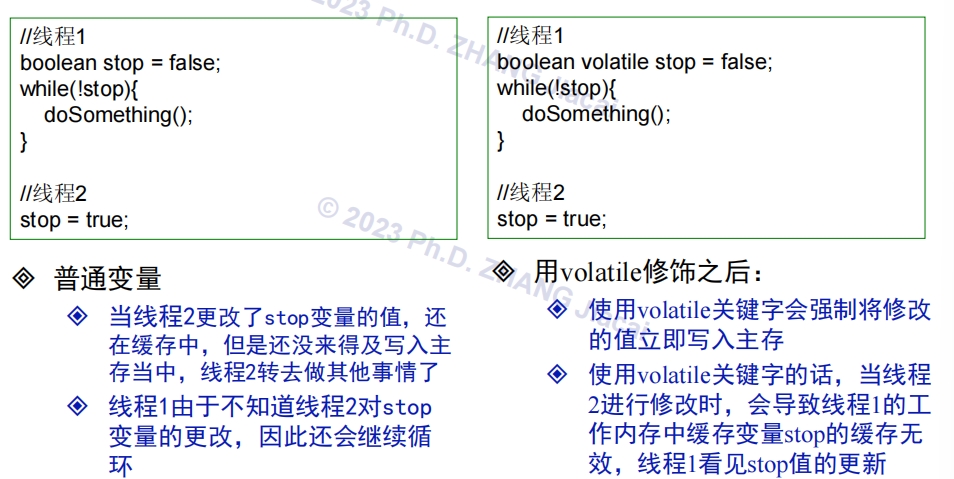 //线程1
boolean stop = false;
while(!stop){
doSomething();
}
//线程2
stop = true;
普通变量
当线程2更改了stop变量的值，还
在缓存中，但是还没来得及写入主
存当中，线程2转去做其他事情了
线程1由于不知道线程2对stop
变量的更改，因此还会继续循
环
//线程1
boolean volatile stop = false;
while(!stop){
doSomething();
}
//线程2
stop = true;
用volatile修饰之后：
使用volatile关键字会强制将修改
的值立即写入主存
使用volatile关键字的话，当线程
2进行修改时，会导致线程1的工
作内存中缓存变量stop的缓存无
效，线程1看见stop值的更新
2023 Ph.D. ZHANG
© 2023 Ph.D. ZHANG